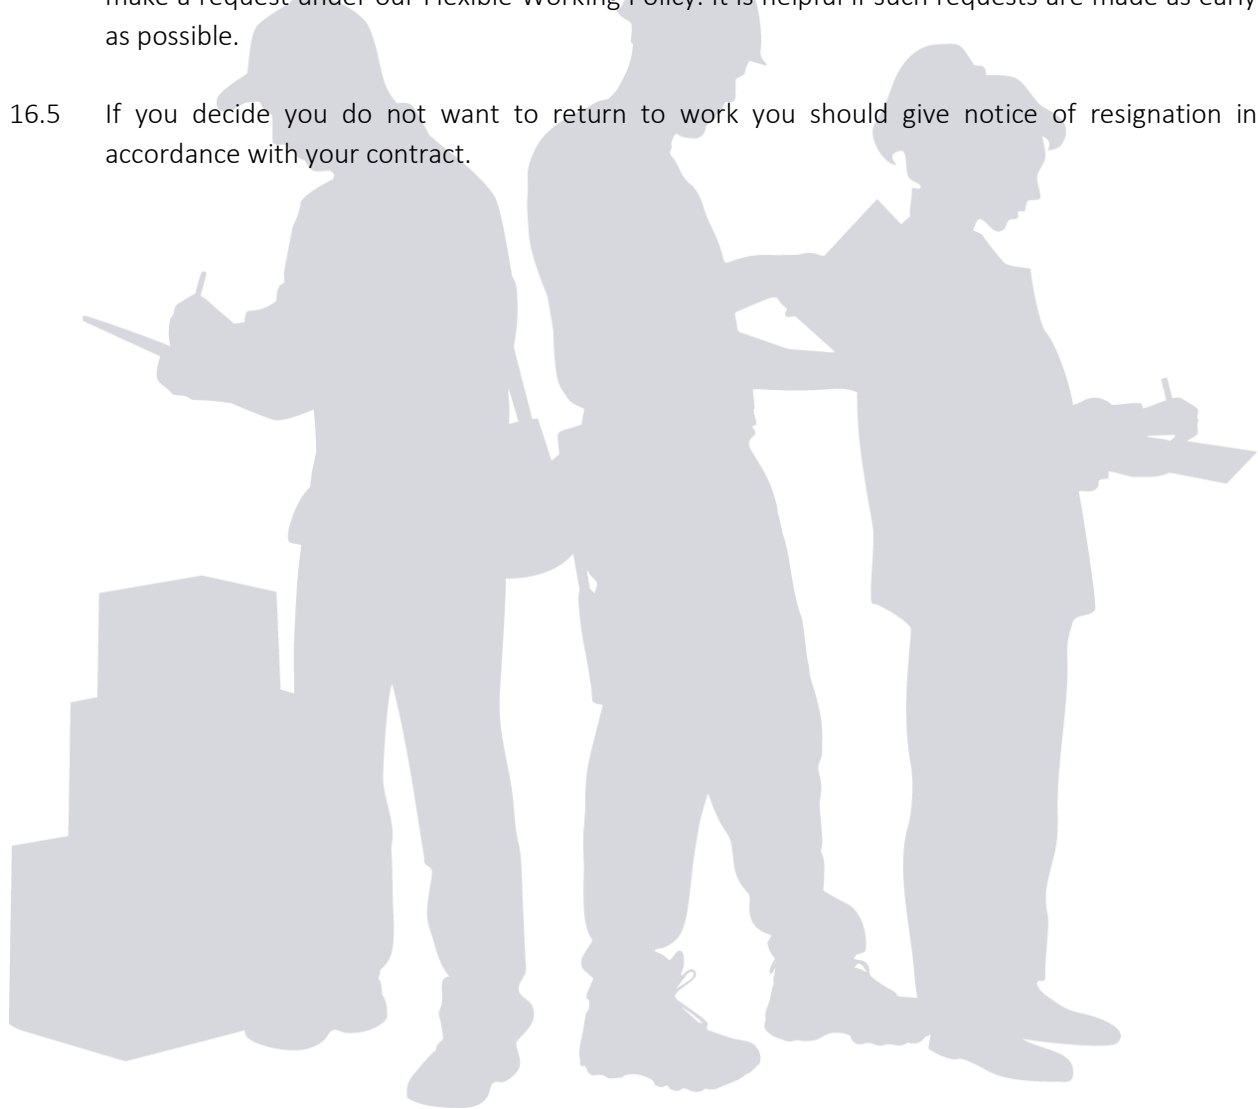 make a request under our Flexible Working Policy. It is helpful if such requests are made as early
as possible.
16.5 If you decide you do not want to return to work you should give notice of resignation in
accordance with your contract.